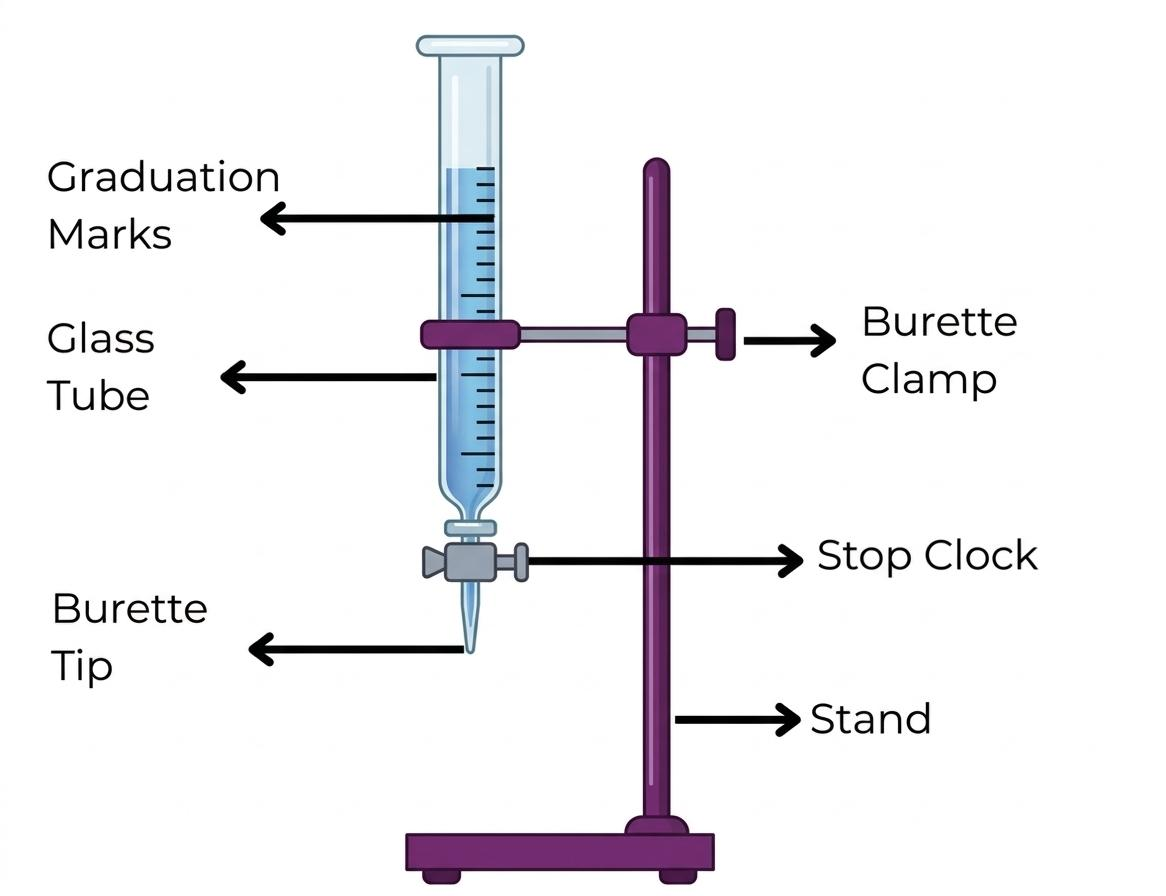 Graduation
Marks
Glass
Tube
Burette
Clamp
Stop Clock
Burette
Tip
Stand